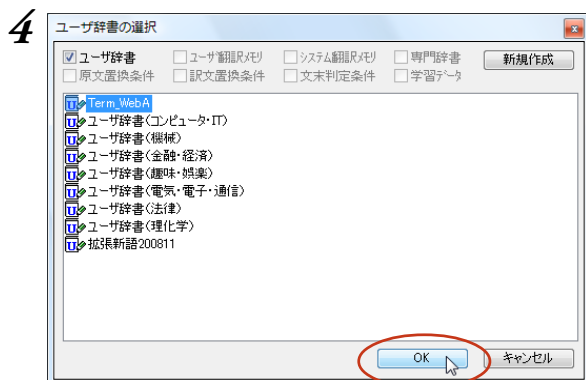 4
ユーザ辞書の選択
ユーザ辞書 ユーザ翻訳メモリ システム翻訳メモリ 専門辞書 新規作成
原文置換条件 訳文置換条件 文末判定条件 学習データ
Term_WebA
ユーザ辞書(コンピュータ・IT)
ユーザ辞書(機械)
ユーザ辞書(金融・経済)
ユーザ辞書(趣味・娯楽)
ユーザ辞書(電気・電子・通信)
ユーザ辞書(法律)
ユーザ辞書(理化学)
拡張新語200811
OK キャンセル